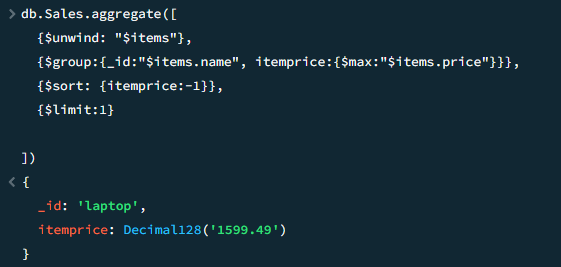 > db.Sales.aggregate([
{$unwind: "$items"},
{$group:{_id:"$items.name", itemprice:{$max:"$items.price"}}},
{$sort: {itemprice:-1}},
{$limit:1}
])
< {
_id: 'laptop',
itemprice: Decimal128('1599.49')
}